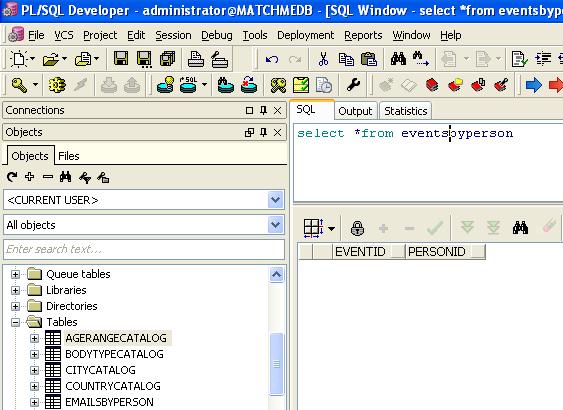 PL/SQL Developer - administrator@MATCHMEDB - [SQL Window - select *from eventsbype
File VCS Project Edit Session Debug Tools Deployment Reports Window Help
SQL
Connections
Objects
Objects Files
<CURRENT USER>
All objects
Enter search text...
Queue tables
Libraries
Directories
Tables
AGERANGECATALOG
BODYTYPECATALOG
CITYCATALOG
COUNTRYCATALOG
EMAILSBYPERSON
SQL Output Statistics
select *from eventsbyperson
EVENTID PERSONID